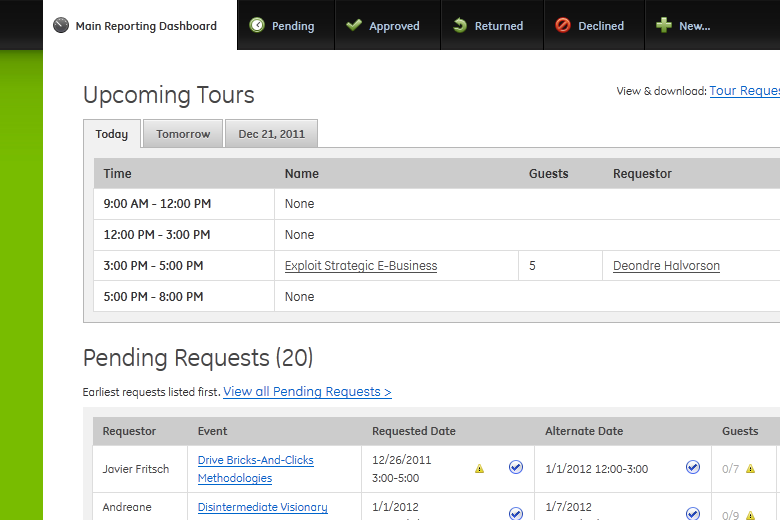 Main Reporting Dashboard Pending Approved Returned Declined New...
Upcoming Tours
View & download: Tour Reques
Today Tomorrow Dec 21, 2011
Time Name Guests Requestor
9:00 AM - 12:00 PM None
12:00 PM - 3:00 PM None
3:00 PM - 5:00 PM Exploit Strategic E-Business 5 Deondre Halvorson
5:00 PM - 8:00 PM None
Pending Requests (20)
Earliest requests listed first. View all Pending Requests >
Requestor Event Requested Date Alternate Date Guests
Javier Fritsch Drive Bricks-And-Clicks Methodologies 12/26/2011 3:00-5:00 1/1/2012 12:00-3:00 0/7
Andreane Disintermediate Visionary 1/1/2012 1/7/2012 0/9